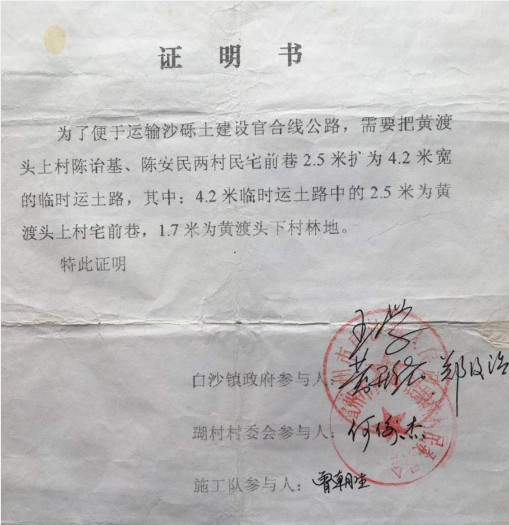 证明书
为了便于运输沙砾土建设官合线公路，需要把黄渡
头上村陈诒基、陈安民两村民宅前巷2.5米扩为4.2米宽
的临时运土路，其中：4.2米临时运土路中的2.5米为黄
渡头上村宅前巷，1.7米为黄渡头下村林地。
特此证明
白沙镇政府参与人：
瑚村村委会参与人：何俊杰
施工队参与人：